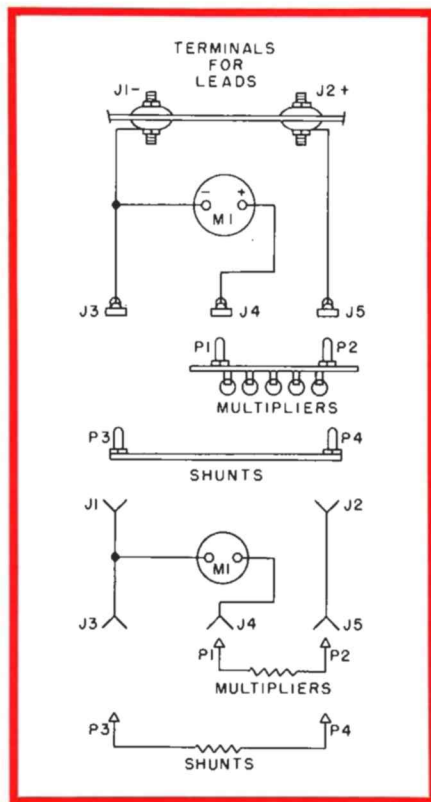 TERMINALS
FOR
LEADS
J1- J2+
- +
M1
J3 J4 J5
P1 P2
MULTIPLIERS
P3 P4
SHUNTS
J1 J2
M1
J3 J4 J5
P1 P2
MULTIPLIERS
P3 P4
SHUNTS